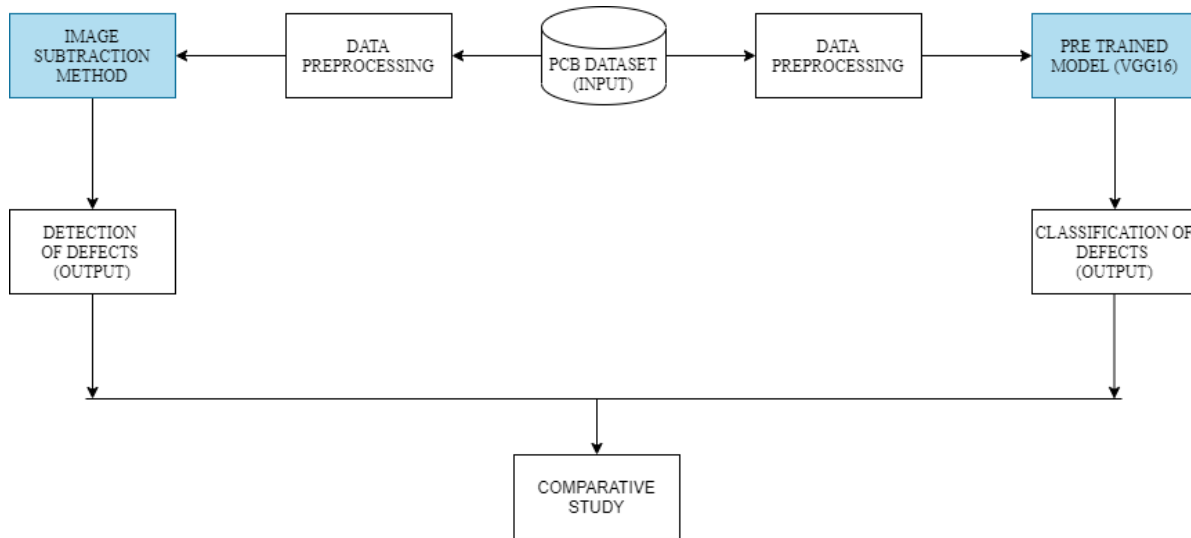 IMAGE
SUBTRACTION
METHOD
DATA
PREPROCESSING
PCB DATASET
(INPUT)
DATA
PREPROCESSING
PRE TRAINED
MODEL (VGG16)
DETECTION
OF DEFECTS
(OUTPUT)
CLASSIFICATION OF
DEFECTS
(OUTPUT)
COMPARATIVE
STUDY